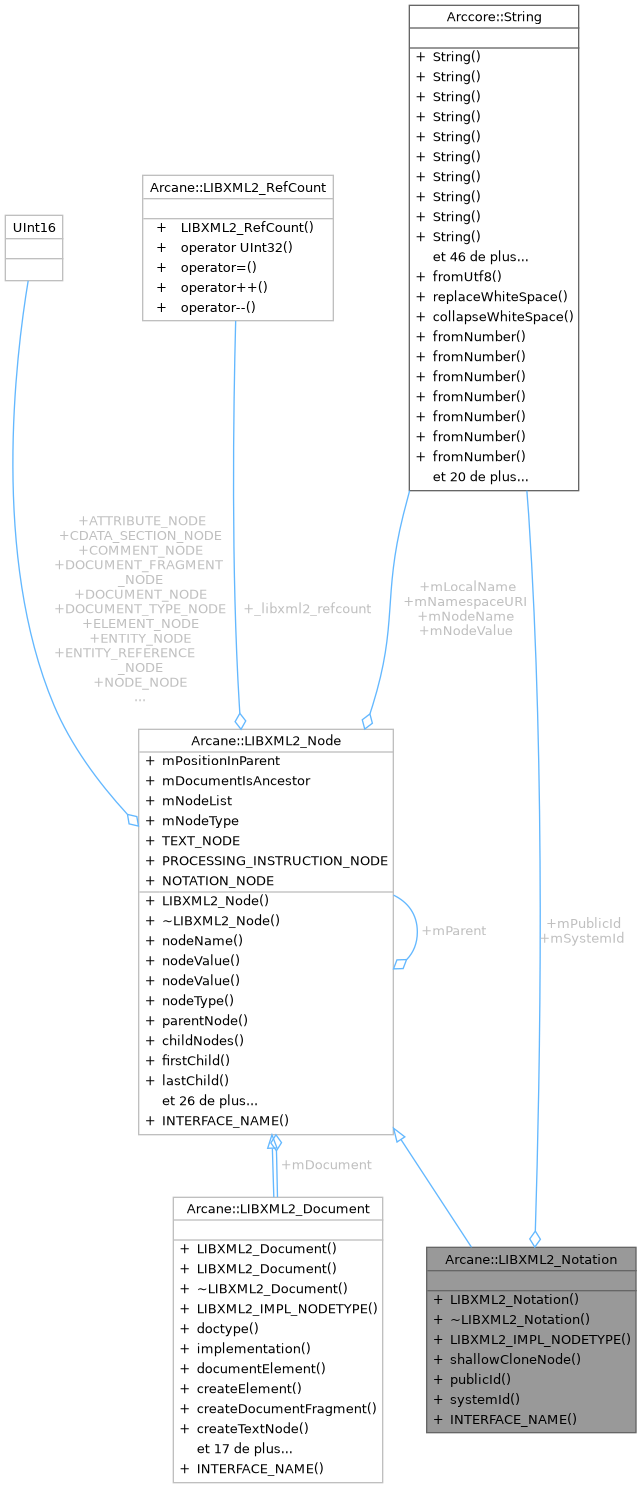 Arccore::String
+ String()
+ String()
+ String()
+ String()
+ String()
+ String()
+ String()
+ String()
+ String()
+ String()
et 46 de plus...
+ fromUtf8()
+ replaceWhiteSpace()
+ collapseWhiteSpace()
+ fromNumber()
+ fromNumber()
+ fromNumber()
+ fromNumber()
+ fromNumber()
+ fromNumber()
+ fromNumber()
et 20 de plus...
Arcane::LIBXML2_RefCount
+ LIBXML2_RefCount()
+ operator UInt32()
+ operator=()
+ operator++()
+ operator--()
UInt16
+ATTRIBUTE_NODE
+CDATA_SECTION_NODE
+COMMENT_NODE
+DOCUMENT_FRAGMENT
_NODE
+DOCUMENT_NODE
+DOCUMENT_TYPE_NODE
+ELEMENT_NODE
+ENTITY_NODE
+ENTITY_REFERENCE
_NODE
+NODE_NODE
...
+_libxml2_refcount
+mLocalName
+mNamespaceURI
+mNodeName
+mNodeValue
Arcane::LIBXML2_Node
+ mPositionInParent
+ mDocumentIsAncestor
+ mNodeList
+ mNodeType
+ TEXT_NODE
+ PROCESSING_INSTRUCTION_NODE
+ NOTATION_NODE
+ LIBXML2_Node()
+ ~LIBXML2_Node()
+ nodeName()
+ nodeValue()
+ nodeValue()
+ nodeType()
+ parentNode()
+ childNodes()
+ firstChild()
+ lastChild()
et 26 de plus...
+ INTERFACE_NAME()
+mParent
+mPublicId
+mSystemId
+mDocument
Arcane::LIBXML2_Document
+ LIBXML2_Document()
+ LIBXML2_Document()
+ ~LIBXML2_Document()
+ LIBXML2_IMPL_NODETYPE()
+ doctype()
+ implementation()
+ documentElement()
+ createElement()
+ createDocumentFragment()
+ createTextNode()
et 17 de plus...
+ INTERFACE_NAME()
Arcane::LIBXML2_Notation
+ LIBXML2_Notation()
+ ~LIBXML2_Notation()
+ LIBXML2_IMPL_NODETYPE()
+ shallowCloneNode()
+ publicId()
+ systemId()
+ INTERFACE_NAME()